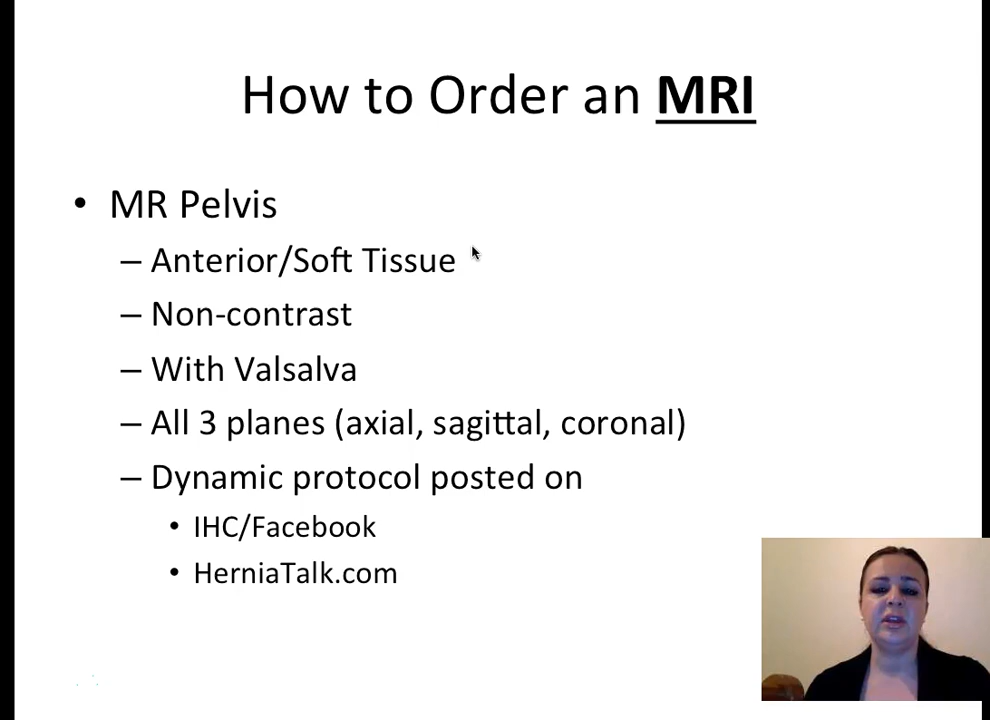 How to Order an MRI
• MR Pelvis
– Anterior/Soft Tissue
– Non-contrast
– With Valsalva
– All 3 planes (axial, sagittal, coronal)
– Dynamic protocol posted on
• IHC/Facebook
• HerniaTalk.com